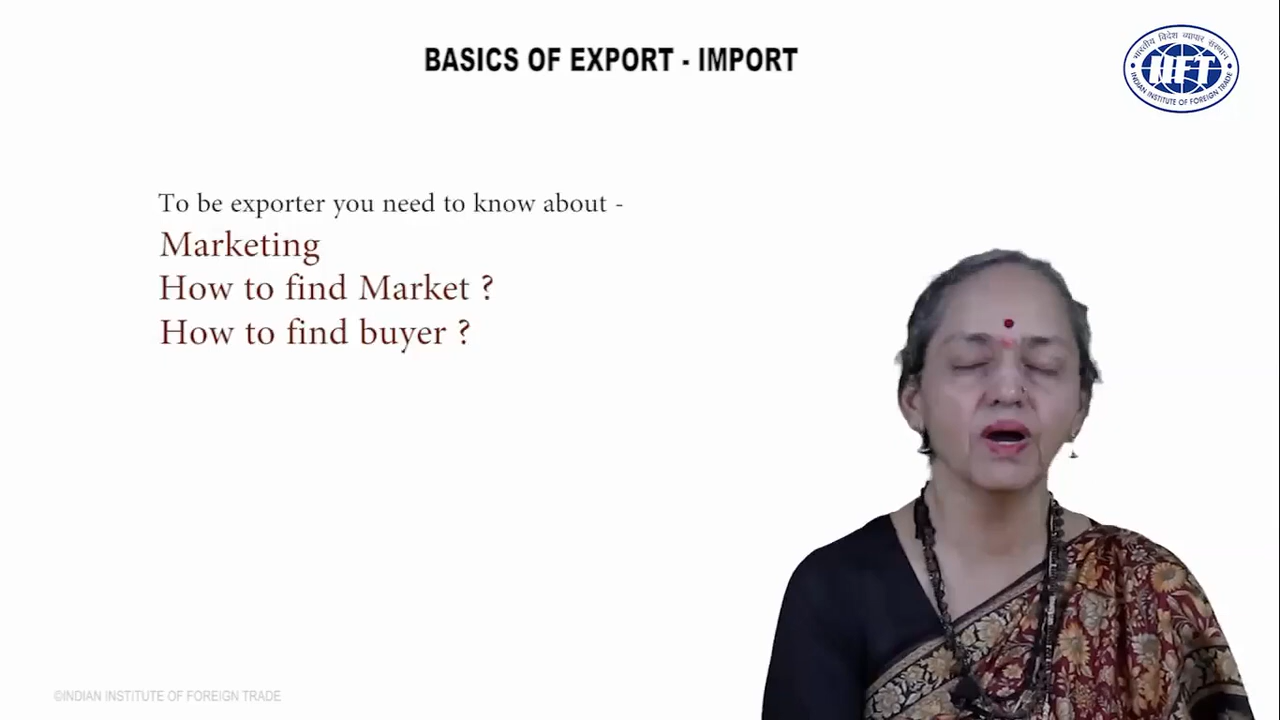 BASICS OF EXPORT - IMPORT
भारतीय विदेश व्यापार संस्थान
IIFT
INDIAN INSTITUTE OF FOREIGN TRADE
To be exporter you need to know about -
Marketing
How to find Market ?
How to find buyer ?
©INDIAN INSTITUTE OF FOREIGN TRADE